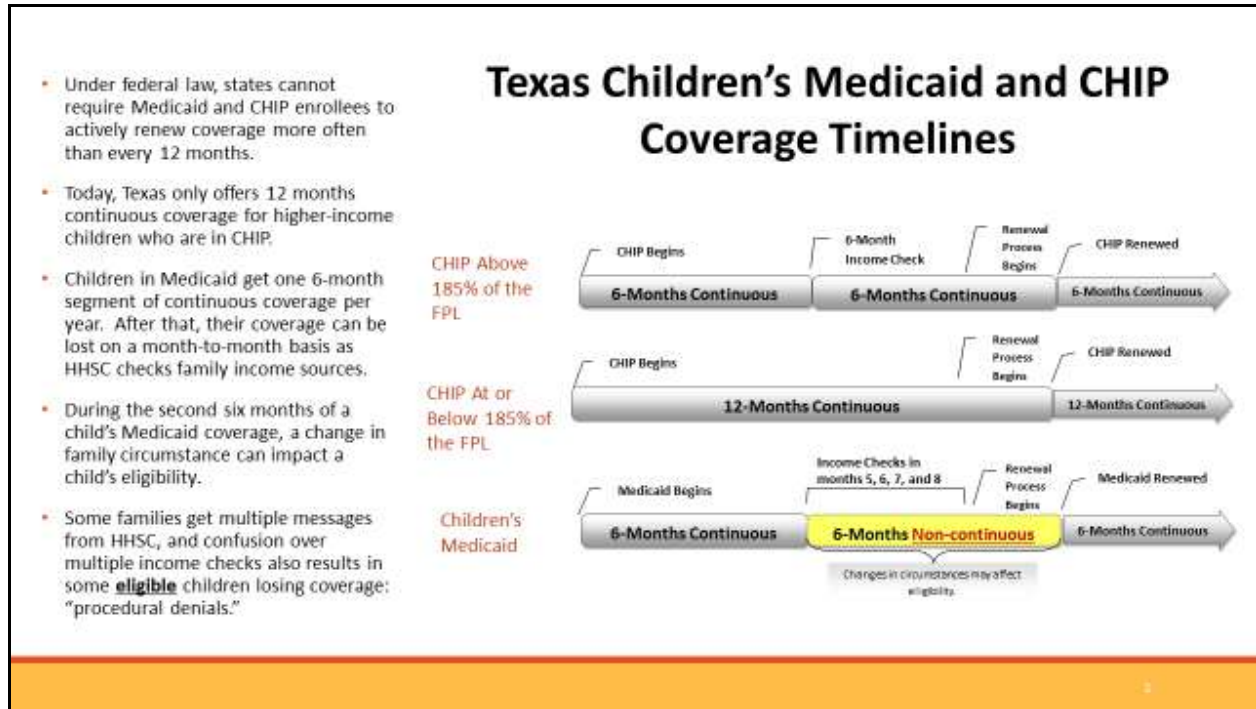 Texas Children's Medicaid and CHIP
Coverage Timelines
• Under federal law, states cannot
require Medicaid and CHIP enrollees to
actively renew coverage more often
than every 12 months.
• Today, Texas only offers 12 months
continuous coverage for higher-income
children who are in CHIP.
• Children in Medicaid get one 6-month
segment of continuous coverage per
year. After that, their coverage can be
lost on a month-to-month basis as
HHSC checks family income sources.
• During the second six months of a
child's Medicaid coverage, a change in
family circumstance can impact a
child's eligibility.
• Some families get multiple messages
from HHSC, and confusion over
multiple income checks also results in
some eligible children losing coverage:
"procedural denials."
CHIP Above
185% of the
FPL
CHIP Begins
6-Month
Income Check
Renewal
Process
Begins
CHIP Renewed
6-Months Continuous
6-Months Continuous
6-Months Continuous
CHIP At or
Below 185% of
the FPL
CHIP Begins
Renewal
Process
Begins
CHIP Renewed
12-Months Continuous
12-Months Continuous
Children's
Medicaid
Medicaid Begins
Income Checks in
months 5, 6, 7, and 8
Renewal
Process
Begins
Medicaid Renewed
6-Months Continuous
6-Months Non-continuous
6-Months Continuous
Changes in circumstances may affect
eligibility.